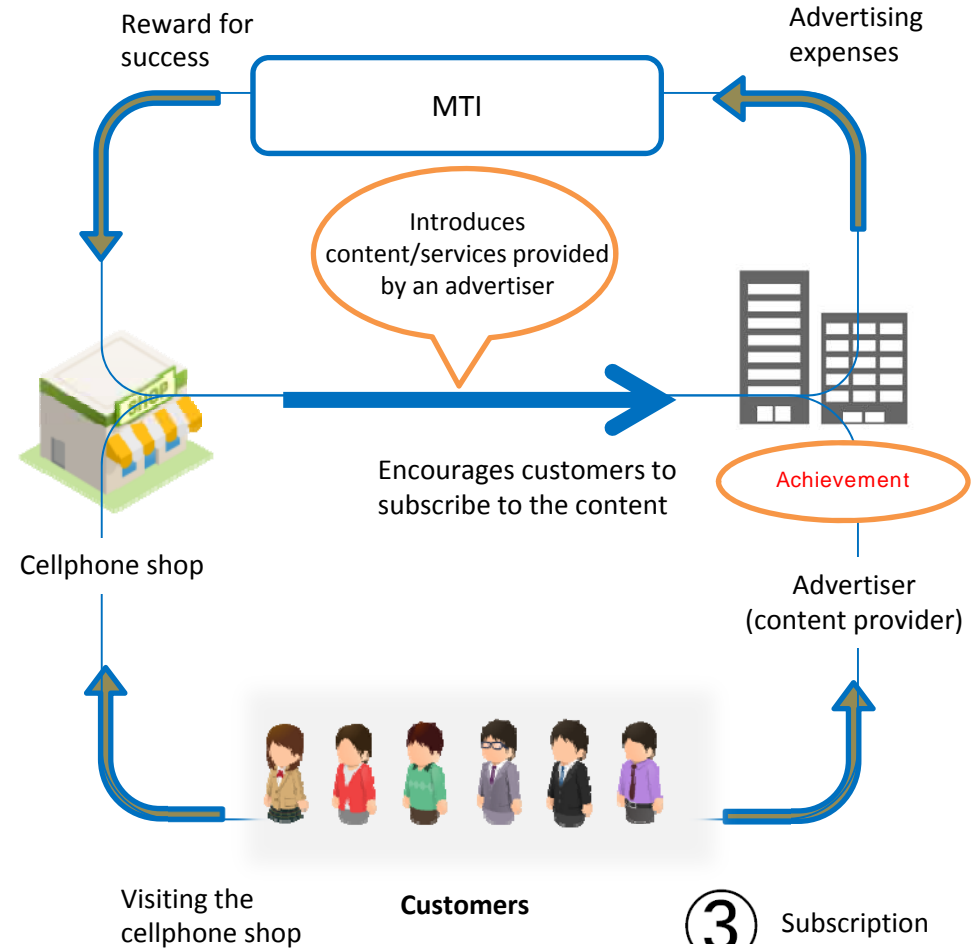 Reward for
success
Advertising
expenses
MTI
Introduces
content/services provided
by an advertiser
SHOP
Encourages customers to
subscribe to the content
Achievement
Cellphone shop
Advertiser
(content provider)
Visiting the
cellphone shop
Customers
③ Subscription